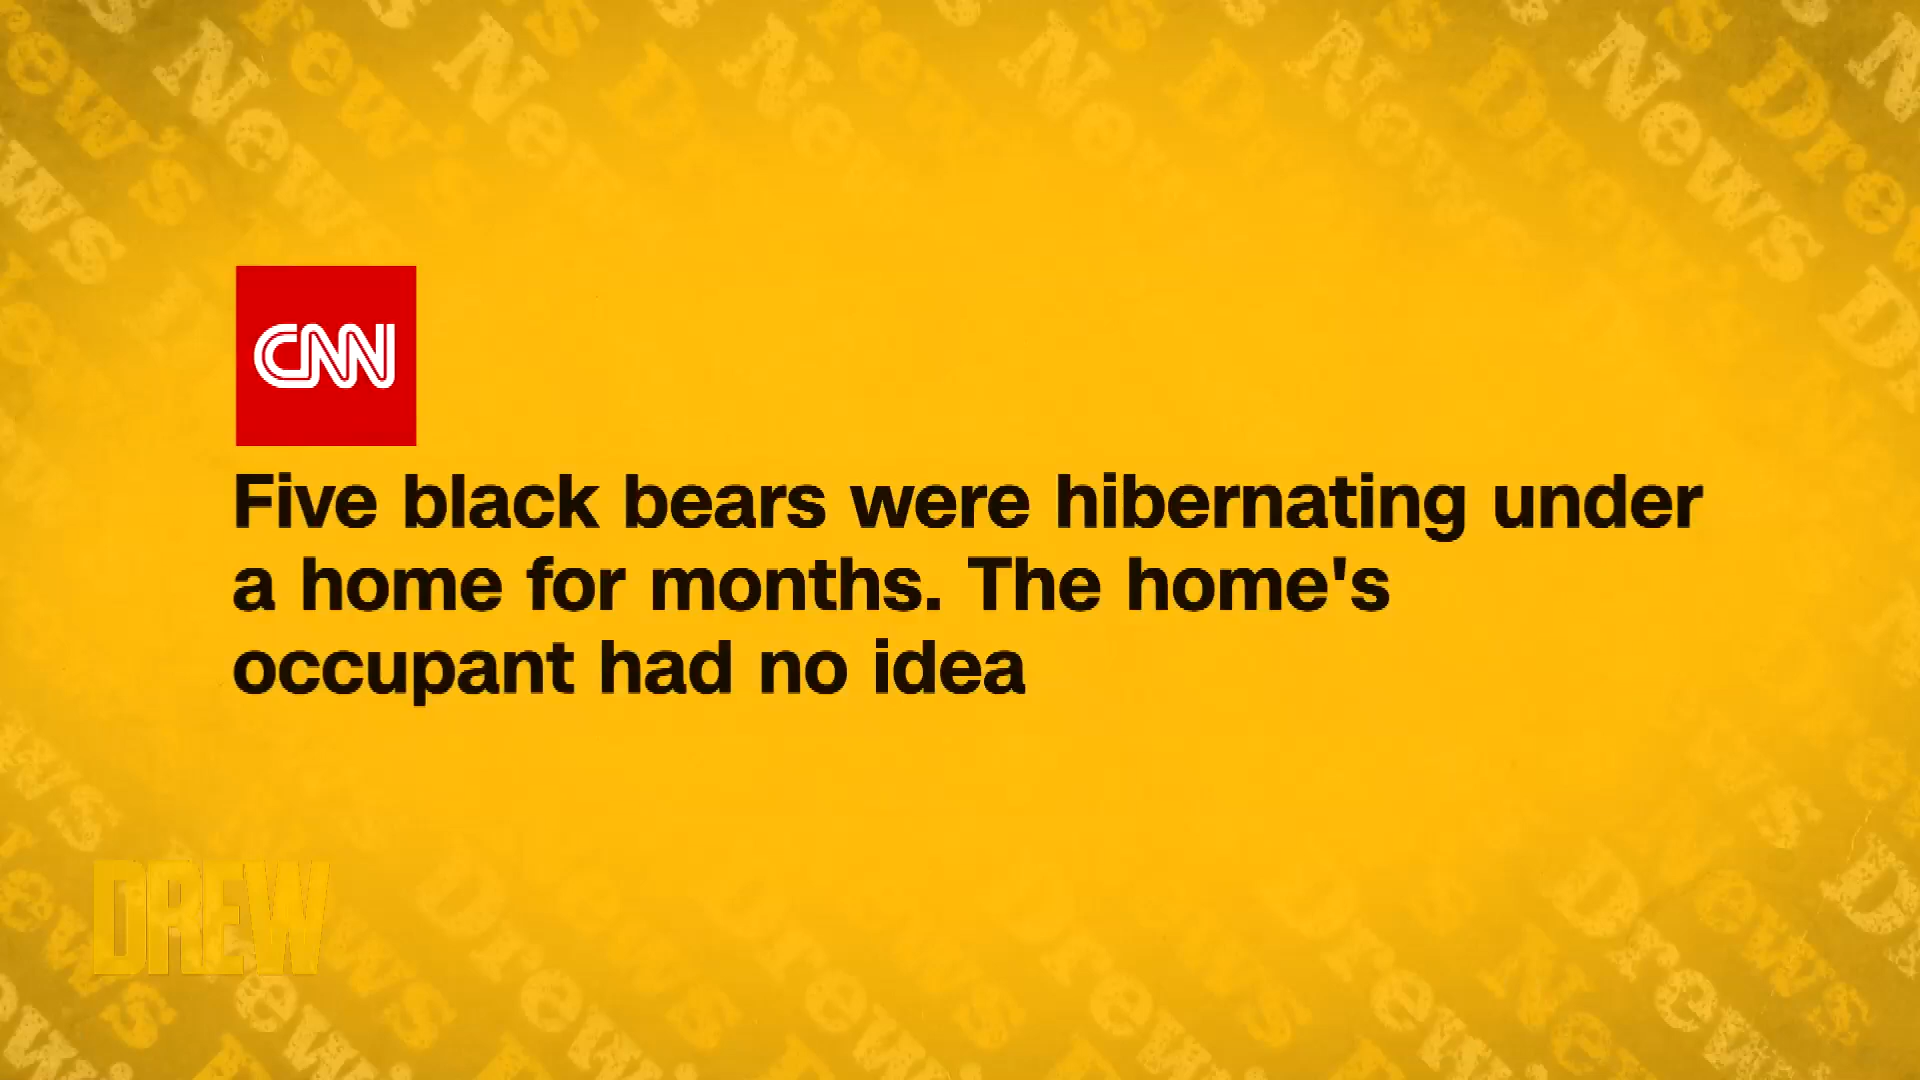 CNN
Five black bears were hibernating under
a home for months. The home's
occupant had no idea
DREW